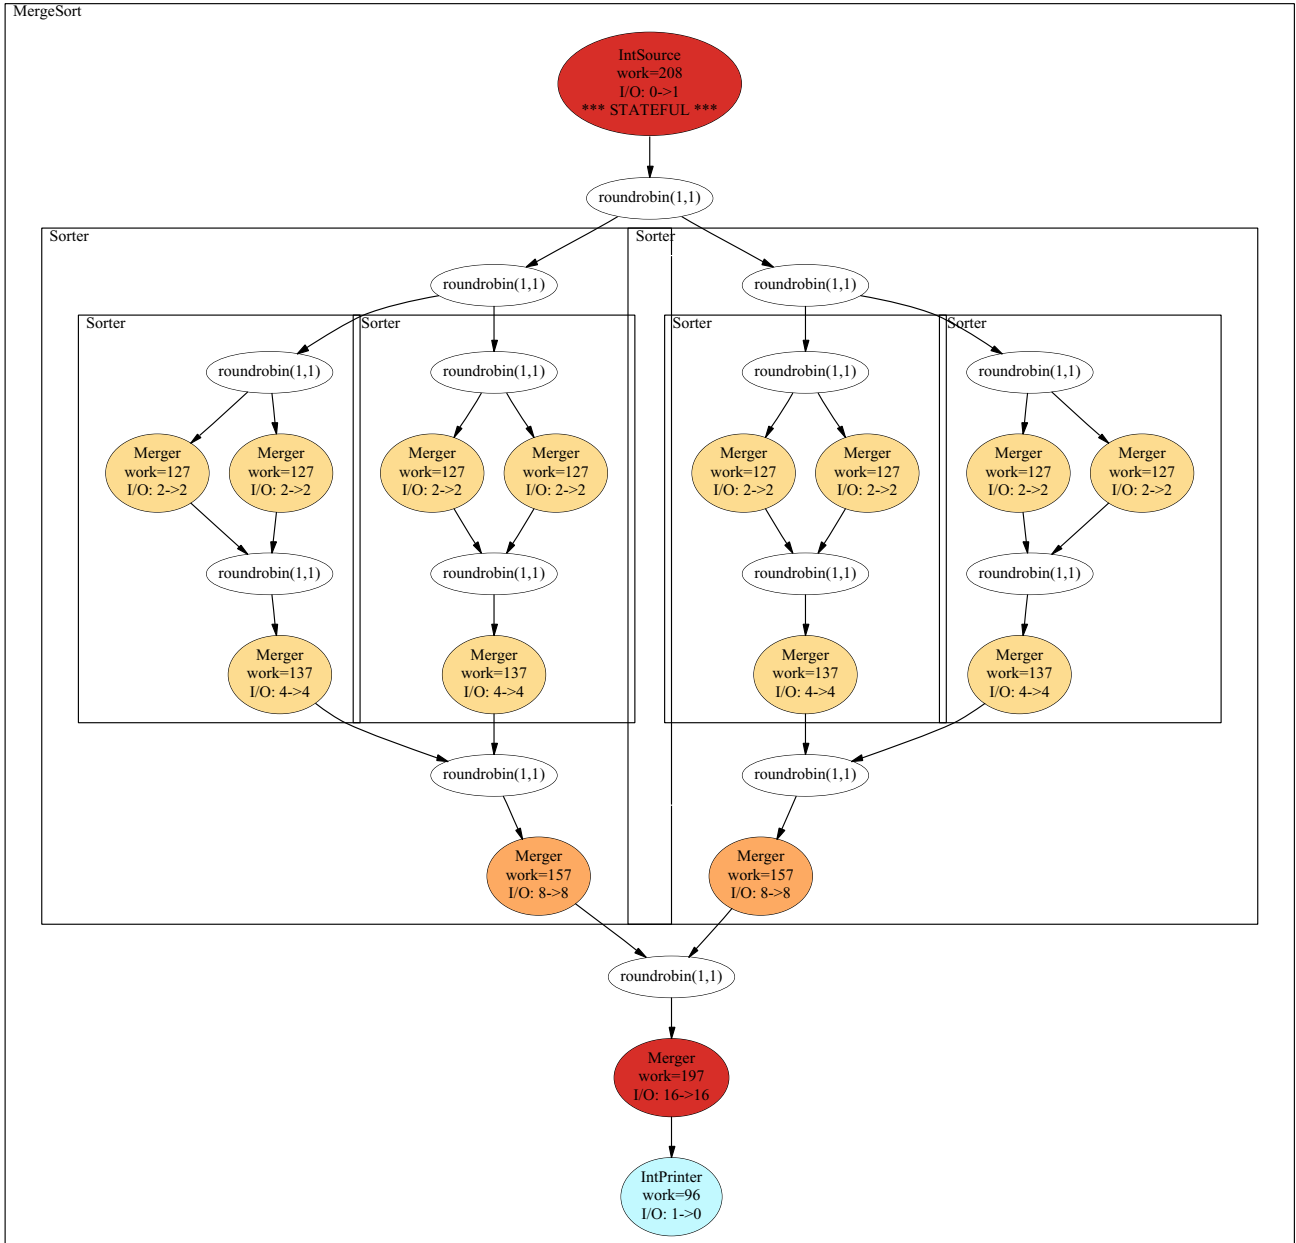 MergeSort
IntSource
work=208
I/O: 0->1
*** STATEFUL ***
roundrobin(1,1)
Sorter
Sorter
roundrobin(1,1)
roundrobin(1,1)
Sorter
Sorter
Sorter
Sorter
roundrobin(1,1)
roundrobin(1,1)
roundrobin(1,1)
roundrobin(1,1)
Merger
work=127
I/O: 2->2
Merger
work=127
I/O: 2->2
Merger
work=127
I/O: 2->2
Merger
work=127
I/O: 2->2
Merger
work=127
I/O: 2->2
Merger
work=127
I/O: 2->2
Merger
work=127
I/O: 2->2
Merger
work=127
I/O: 2->2
roundrobin(1,1)
roundrobin(1,1)
roundrobin(1,1)
roundrobin(1,1)
Merger
work=137
I/O: 4->4
Merger
work=137
I/O: 4->4
Merger
work=137
I/O: 4->4
Merger
work=137
I/O: 4->4
roundrobin(1,1)
roundrobin(1,1)
Merger
work=157
I/O: 8->8
Merger
work=157
I/O: 8->8
roundrobin(1,1)
Merger
work=197
I/O: 16->16
IntPrinter
work=96
I/O: 1->0